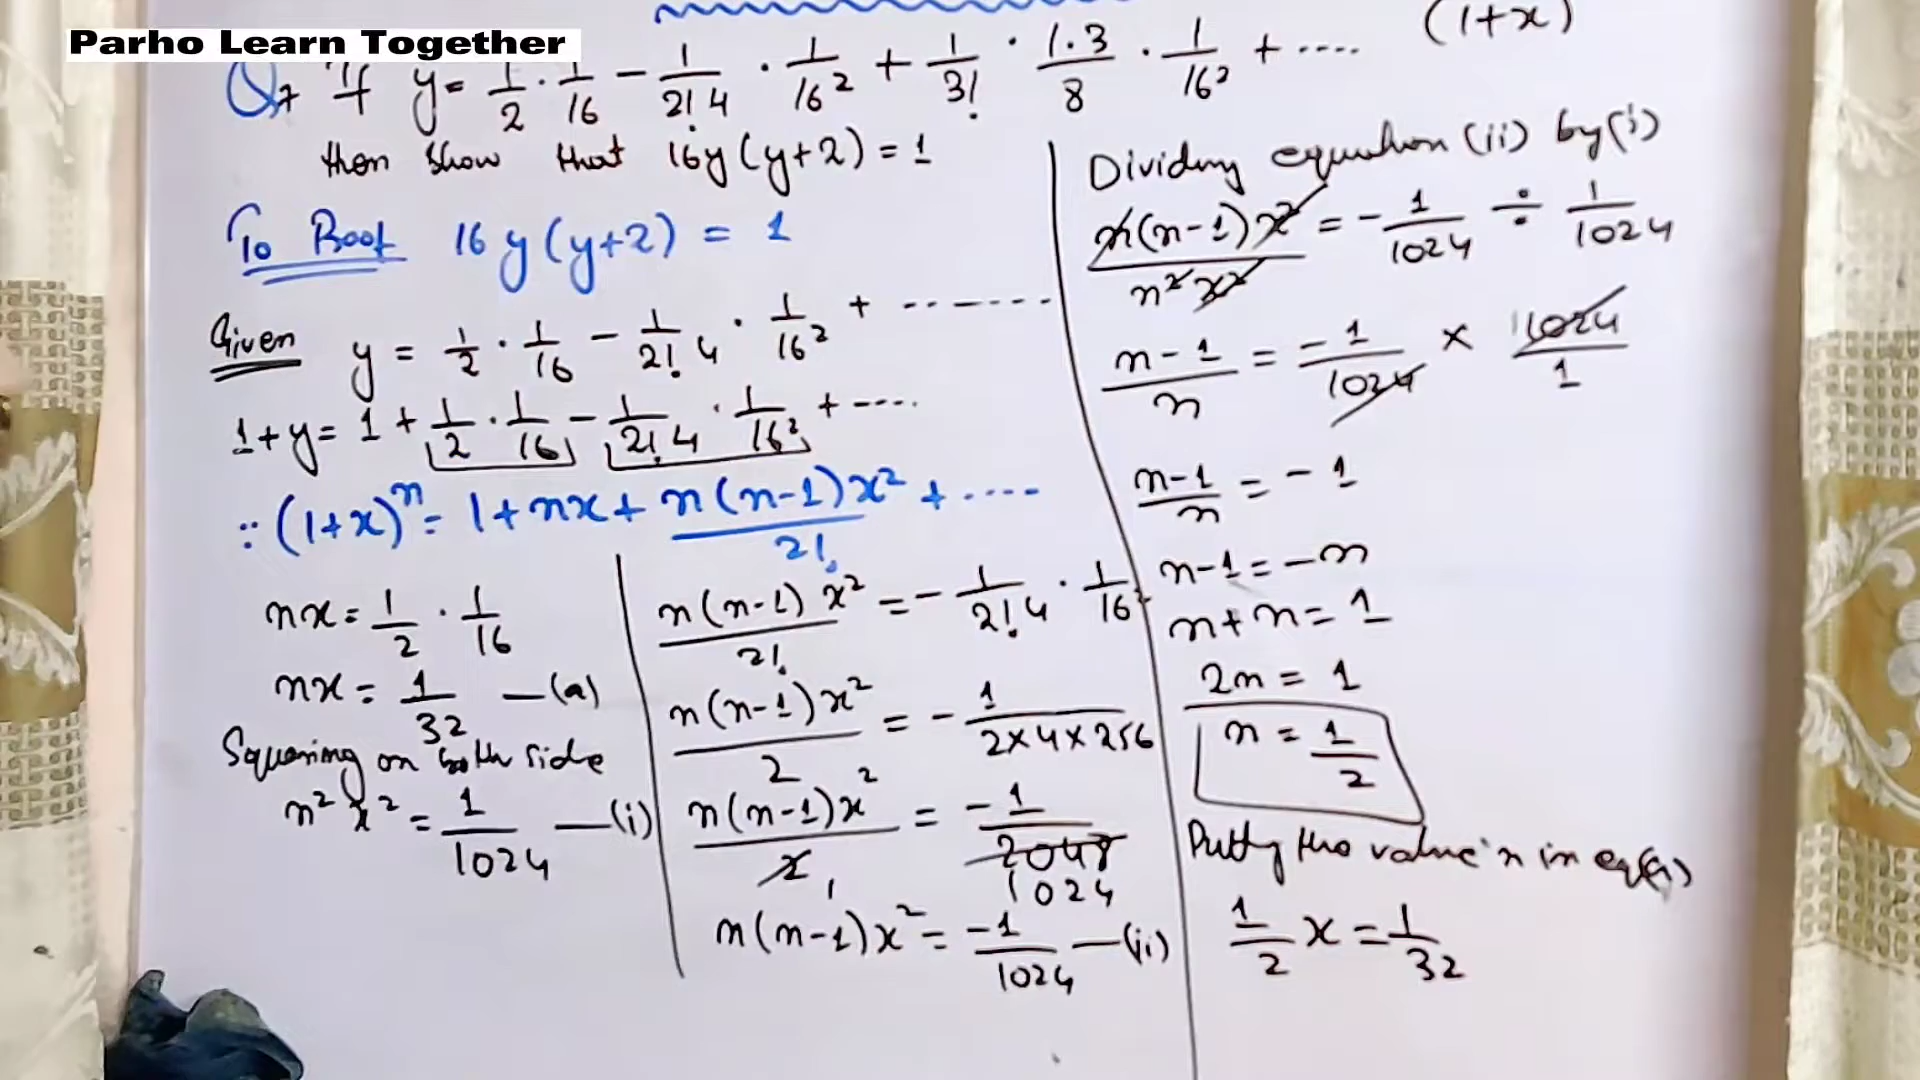 Parho Learn Together
Q7 If y = 1/2 · 1/16 - 1/2!4 · 1/16² + 1/3! · 1.3/8 · 1/16³ + ....
then show that 16y(y+2) = 1
To Proof 16y(y+2) = 1
Given y = 1/2 · 1/16 - 1/2!4 · 1/16² + ........
1+y = 1 + 1/2 · 1/16 - 1/2!4 · 1/16² + ....
∵ (1+x)ⁿ = 1+nx+ n(n-1)x²/2! + ....
nx = 1/2 · 1/16
nx = 1/32 —(a)
Squaring on both side
n²x² = 1/1024 —(i)
n(n-1)x²/2! = - 1/2!4 · 1/16²
n(n-1)x²/2 = - 1/2×4×256
n(n-1)x²/2 1 = -1/2048 1024
n(n-1)x² = -1/1024 —(ii)
(1+x)
Dividing equation (ii) by (i)
n(n-1)x²/n²x² = - 1/1024 ÷ 1/1024
n-1/n = -1/1024 × 1024/1
n-1/n = -1
n-1 = -n
n+n = 1
2n = 1
n = 1/2
Putting the value n in eq(a)
1/2 x = 1/32